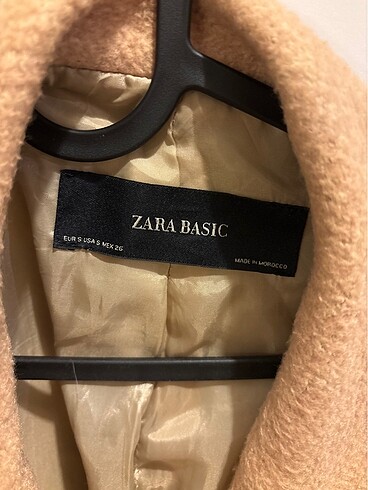 ZARA BASIC
EUR S USA S MEX 26
MADE IN MOROCCO